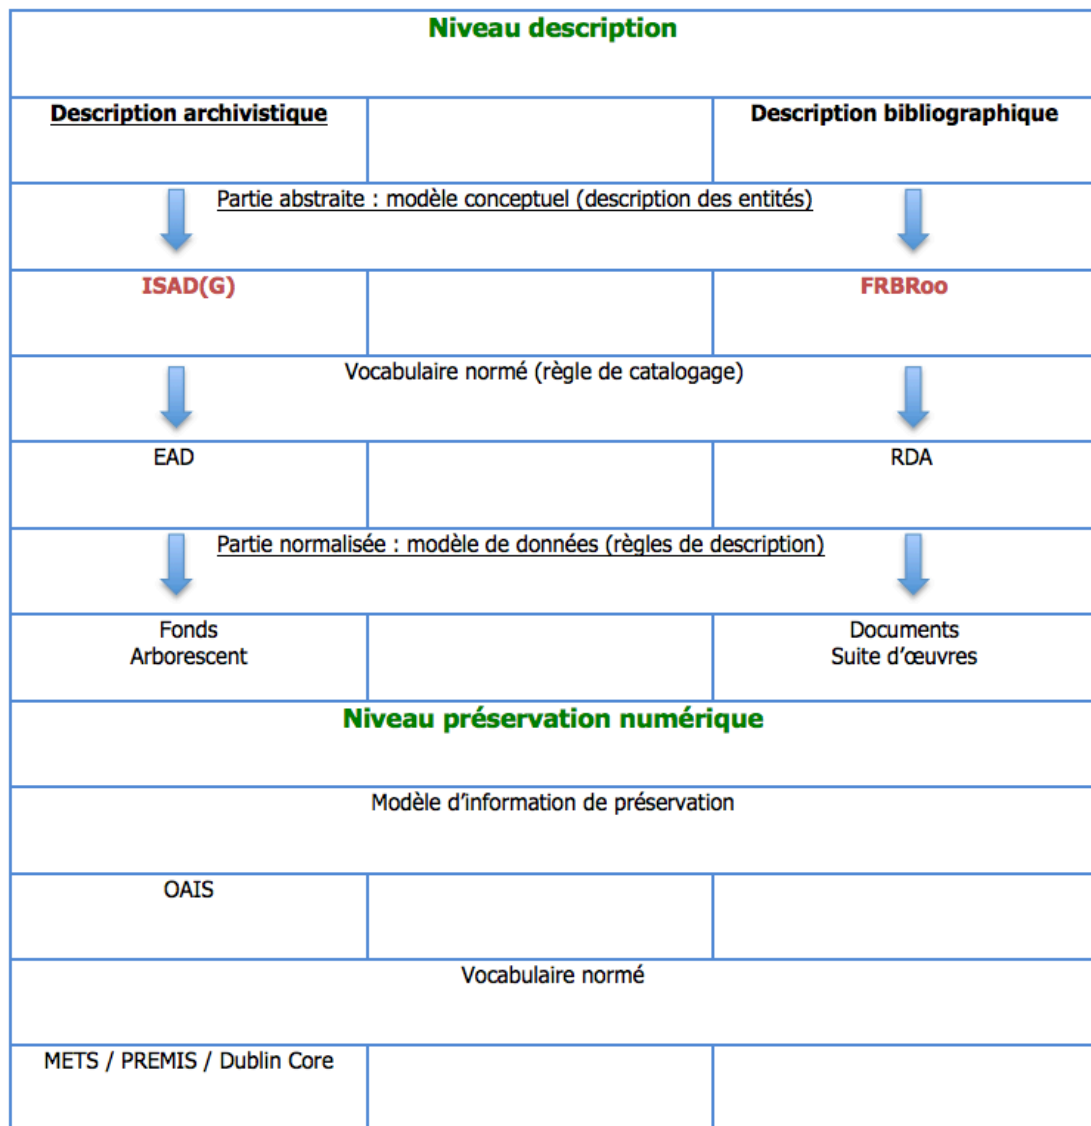 Niveau description
Description archivistique
Description bibliographique
Partie abstraite : modèle conceptuel (description des entités)
ISAD(G)
FRBRoo
Vocabulaire normé (règle de catalogage)
EAD
RDA
Partie normalisée : modèle de données (règles de description)
Fonds
Arborescent
Documents
Suite d'œuvres
Niveau préservation numérique
Modèle d'information de préservation
OAIS
Vocabulaire normé
METS / PREMIS / Dublin Core